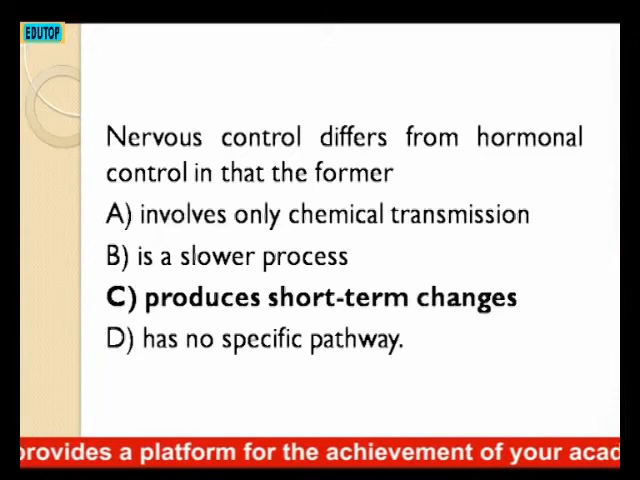 EDUTOP
Nervous control differs from hormonal
control in that the former
A) involves only chemical transmission
B) is a slower process
C) produces short-term changes
D) has no specific pathway.
provides a platform for the achievement of your acad